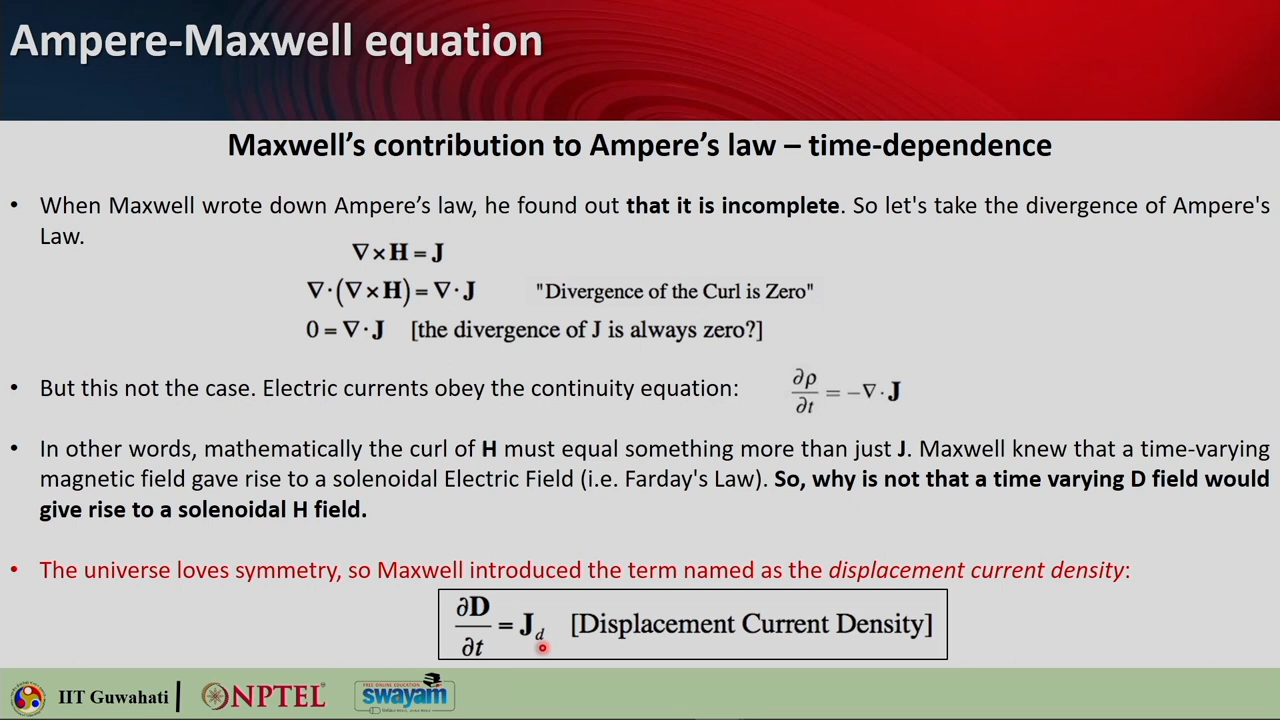 Ampere-Maxwell equation
Maxwell's contribution to Ampere's law – time-dependence
• When Maxwell wrote down Ampere's law, he found out that it is incomplete. So let's take the divergence of Ampere's
Law.
∇ × H = J
∇ · (∇ × H) = ∇ · J "Divergence of the Curl is Zero"
0 = ∇ · J [the divergence of J is always zero?]
• But this not the case. Electric currents obey the continuity equation: ∂ρ/∂t = −∇ · J
• In other words, mathematically the curl of H must equal something more than just J. Maxwell knew that a time-varying
magnetic field gave rise to a solenoidal Electric Field (i.e. Farday's Law). So, why is not that a time varying D field would
give rise to a solenoidal H field.
• The universe loves symmetry, so Maxwell introduced the term named as the displacement current density:
∂D/∂t = J_d [Displacement Current Density]
IIT Guwahati | NPTEL FREE ONLINE EDUCATION swayam